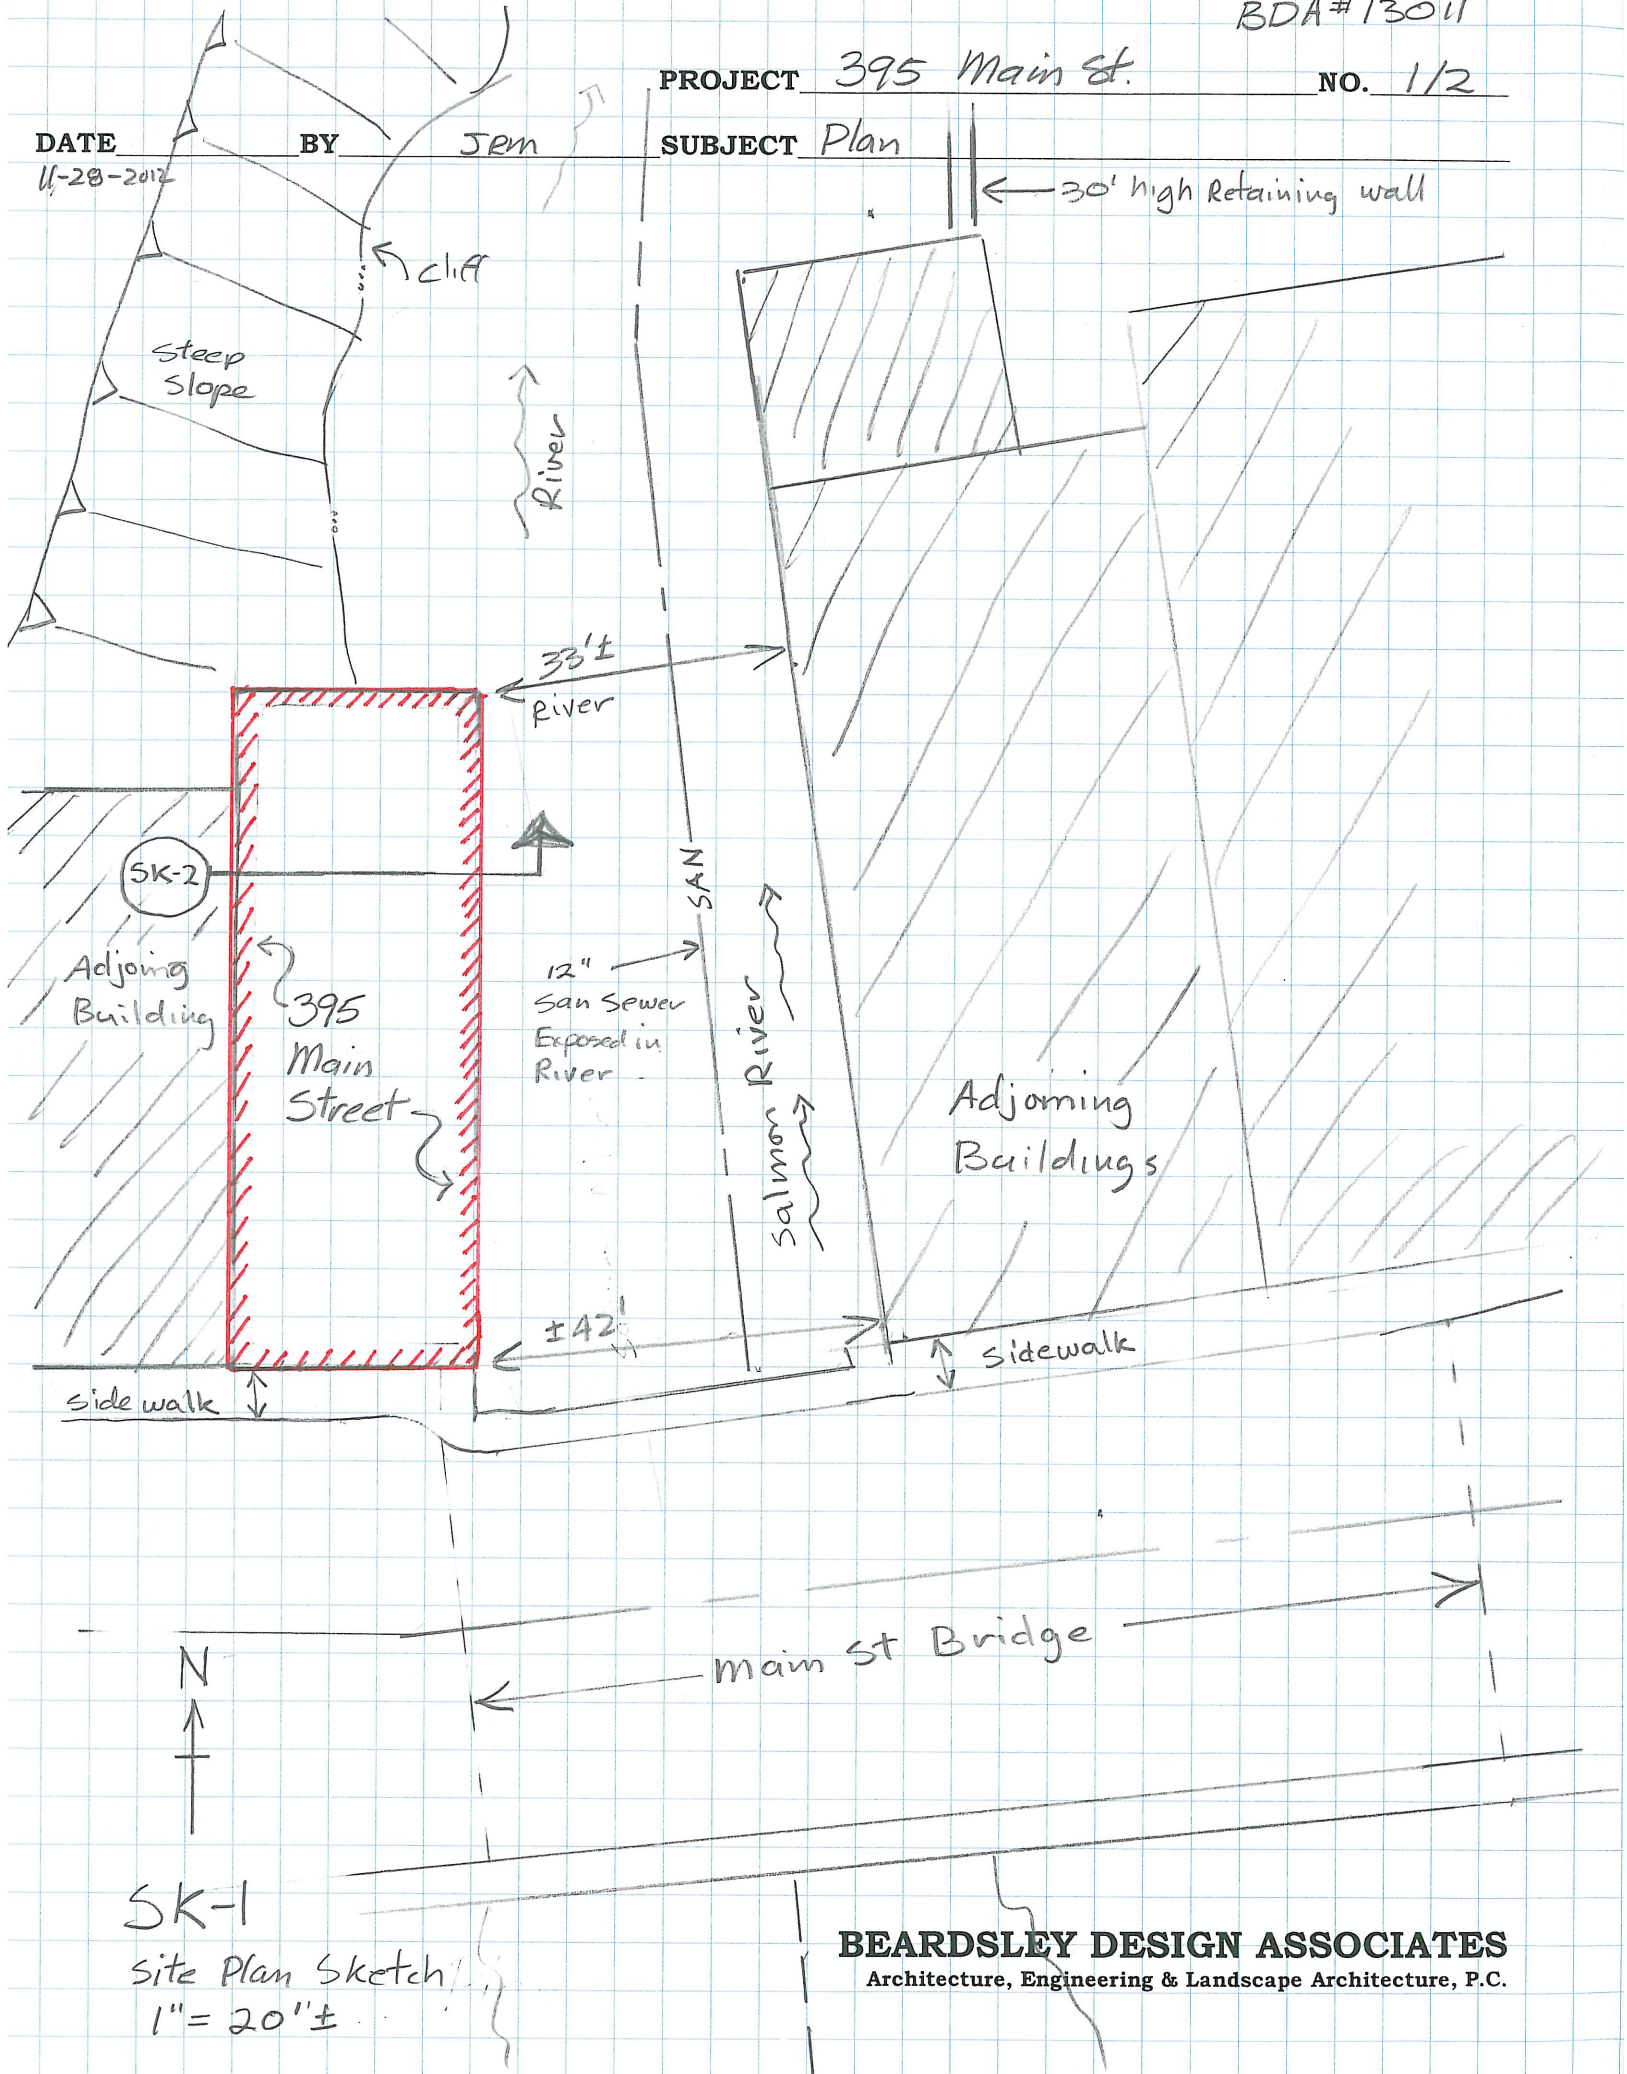 BDA#13011
PROJECT 395 Main St. NO. 1/2
DATE BY Jem SUBJECT Plan
11-28-2012
30' high Retaining wall
cliff
Steep
Slope
River
33'±
River
SK-2
SAN
Adjoing
Building
395
Main
Street
12"
San Sewer
Exposed in
River
Salmon River
Adjoining
Buildings
±42'
Sidewalk
Sidewalk
Main St Bridge
N
SK-1
Site Plan Sketch
1"= 20"±
BEARDSLEY DESIGN ASSOCIATES
Architecture, Engineering & Landscape Architecture, P.C.